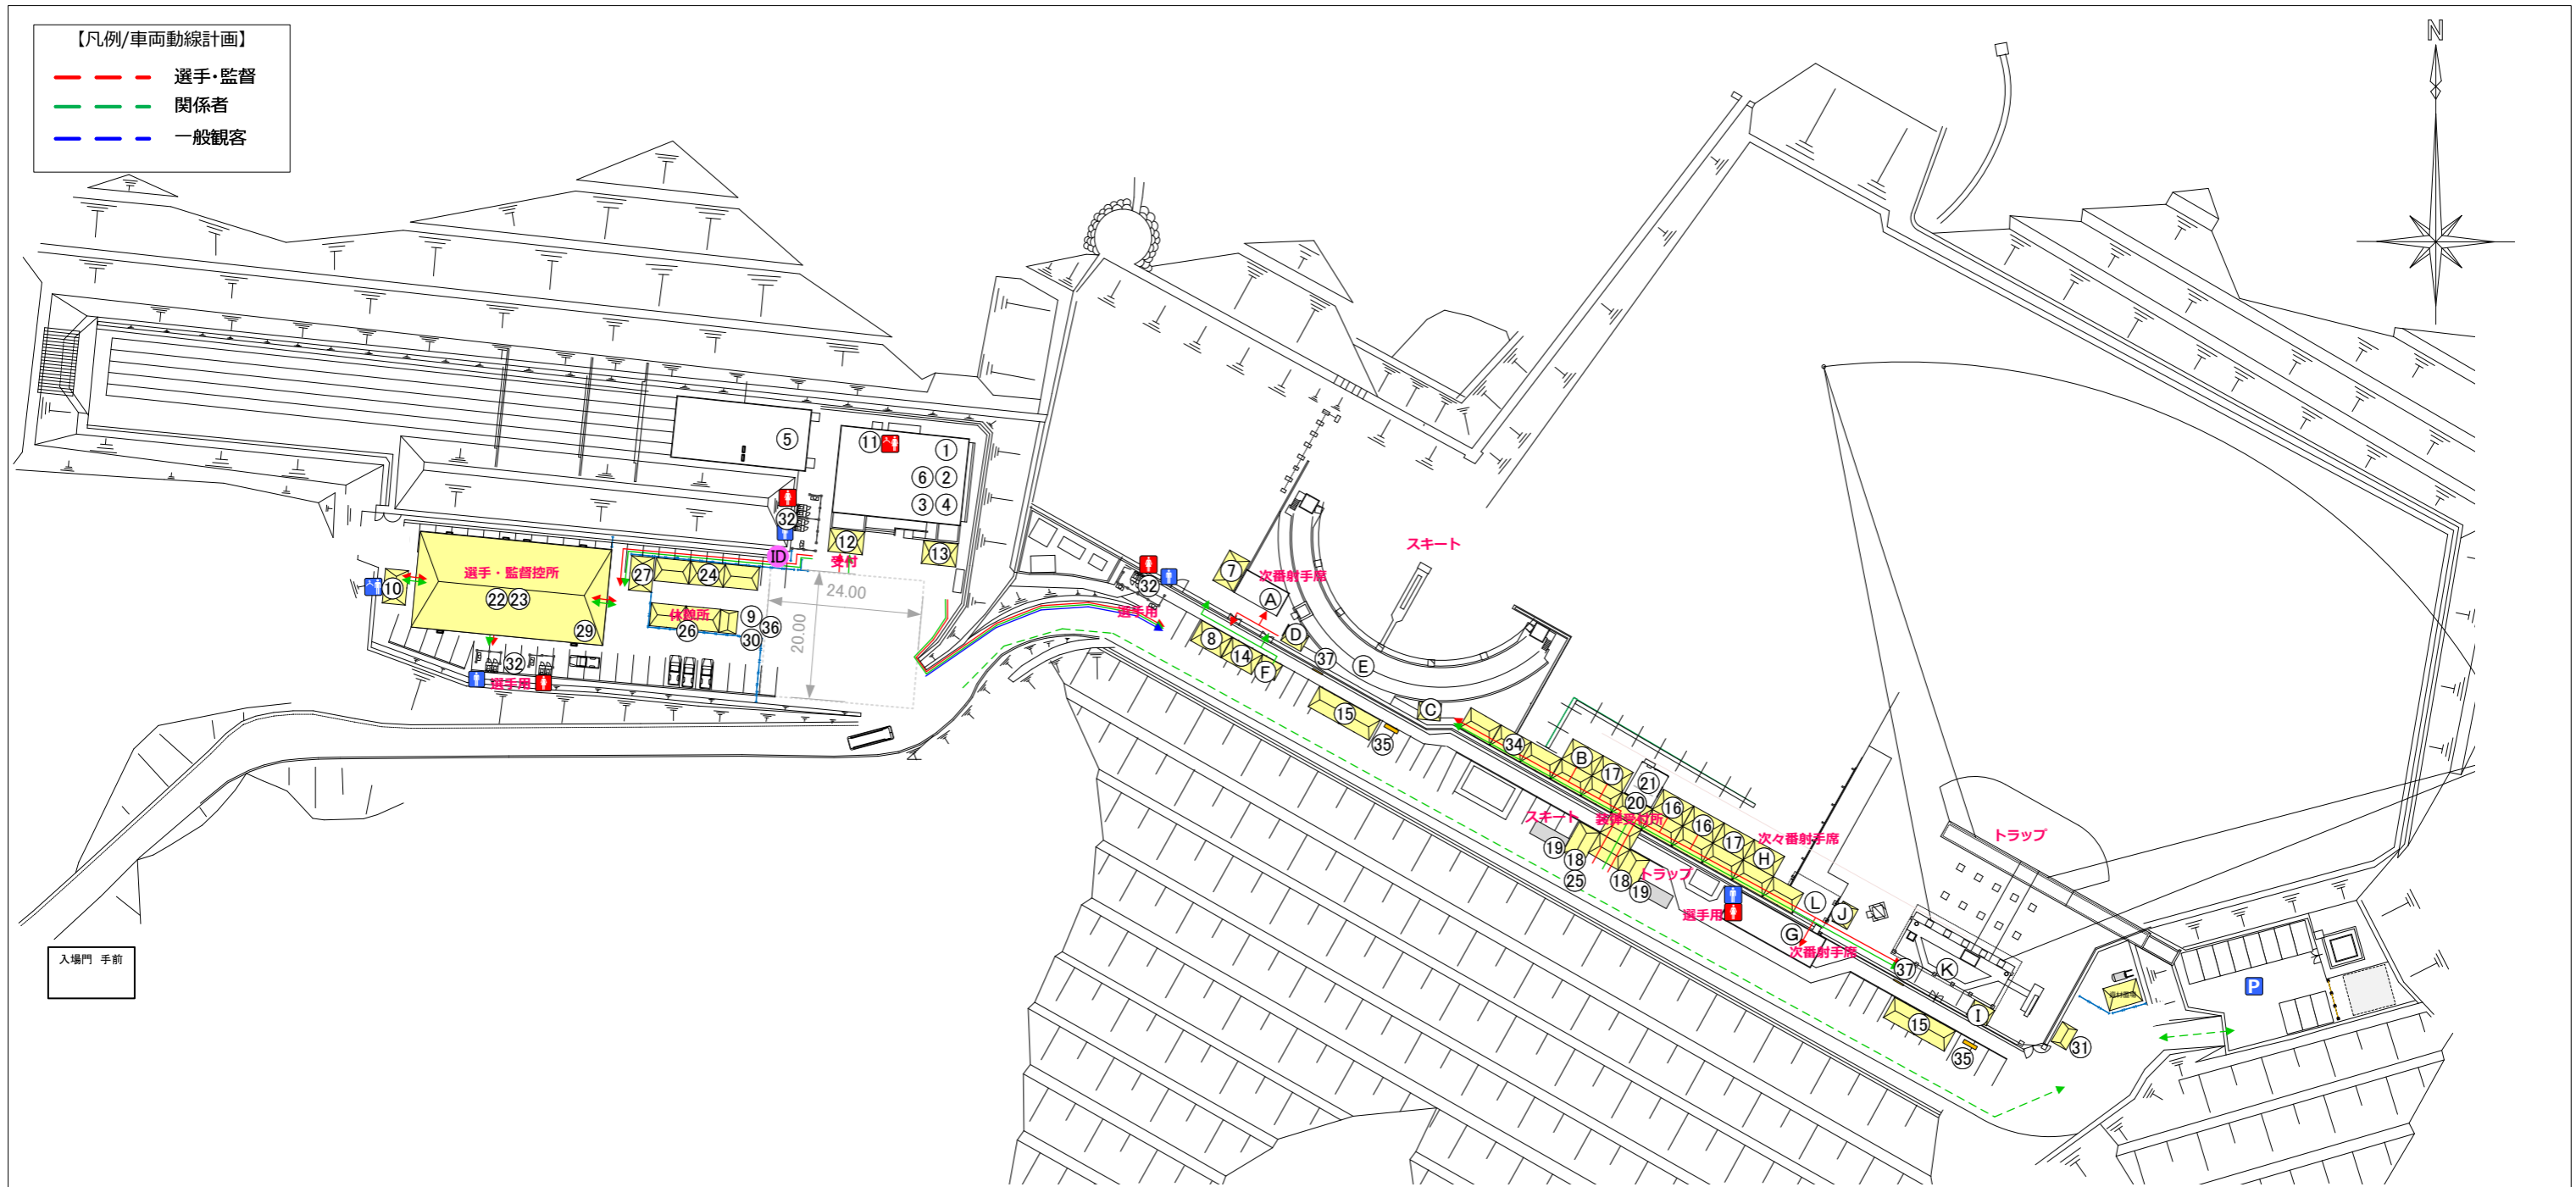 【凡例/車両動線計画】
選手・監督
関係者
一般観客
N
スキート
⑤
⑪
①
⑥②
③④
㉜
ID
⑫
受付
⑬
24.00
20.00
選手・監督控所
㉒㉓
㉙
⑩
㉗
㉔
休憩所
㉖
⑨
㊱
㉚
㉜
選手用
㉜
選手用
⑦
次番射手席
Ⓐ
Ⓓ
⑧
⑭
Ⓕ
㊲
Ⓔ
⑮
㉟
Ⓒ
㉞
Ⓑ
⑰
㉑
⑳
⑯
⑯
⑰
Ⓗ
次々番射手席
スキート
装弾受付所
⑲
⑱
㉕
⑱
⑲
トラップ
選手用
Ⓛ
Ⓙ
Ⓖ
次番射手席
トラップ
㊲
Ⓚ
Ⓘ
⑮
㉟
㉛
P
入場門 手前